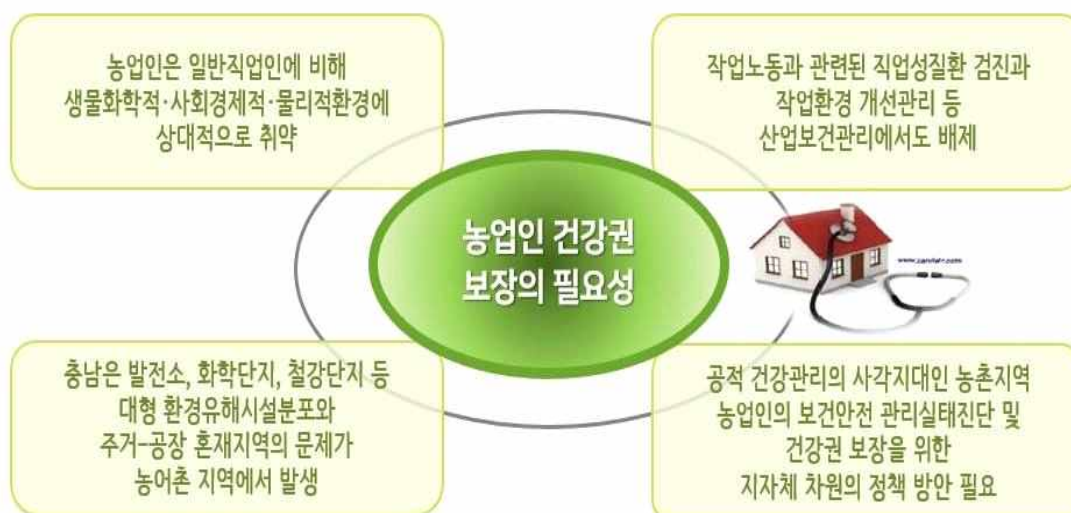 농업인은 일반직업인에 비해
생물화학적·사회경제적·물리적환경에
상대적으로 취약
작업노동과 관련된 직업성질환 검진과
작업환경 개선관리 등
산업보건관리에서도 배제
농업인 건강권
보장의 필요성
충남은 발전소, 화학단지, 철강단지 등
대형 환경유해시설분포와
주거-공장 혼재지역의 문제가
농어촌 지역에서 발생
공적 건강관리의 사각지대인 농촌지역
농업인의 보건안전 관리실태진단 및
건강권 보장을 위한
지자체 차원의 정책 방안 필요